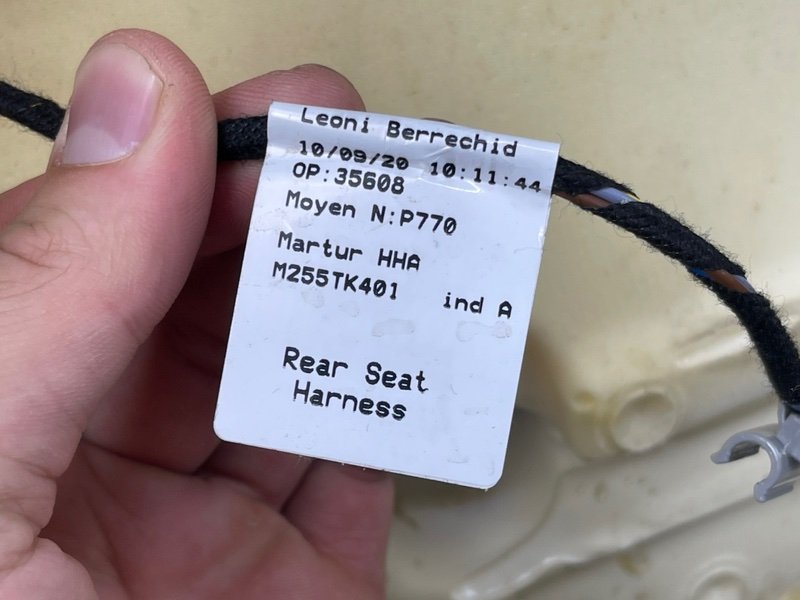 Leoni Berrechid
10/09/20 10:11:44
OP:35608
Moyen N:P770
Martur HHA
M255TK401 ind A
Rear Seat
Harness